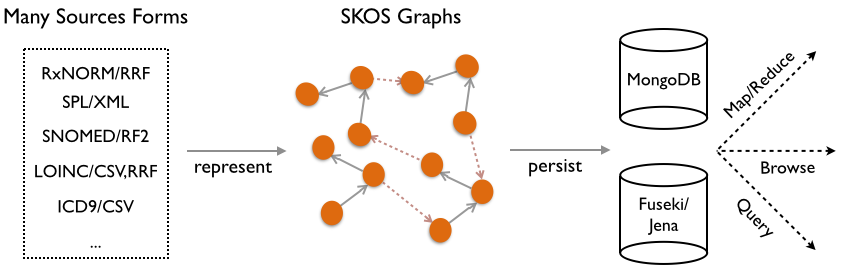 Many Sources Forms
RxNORM/RRF
SPL/XML
SNOMED/RF2
LOINC/CSV,RRF
ICD9/CSV
...
represent
SKOS Graphs
persist
MongoDB
Fuseki/
Jena
Map/Reduce
Browse
Query